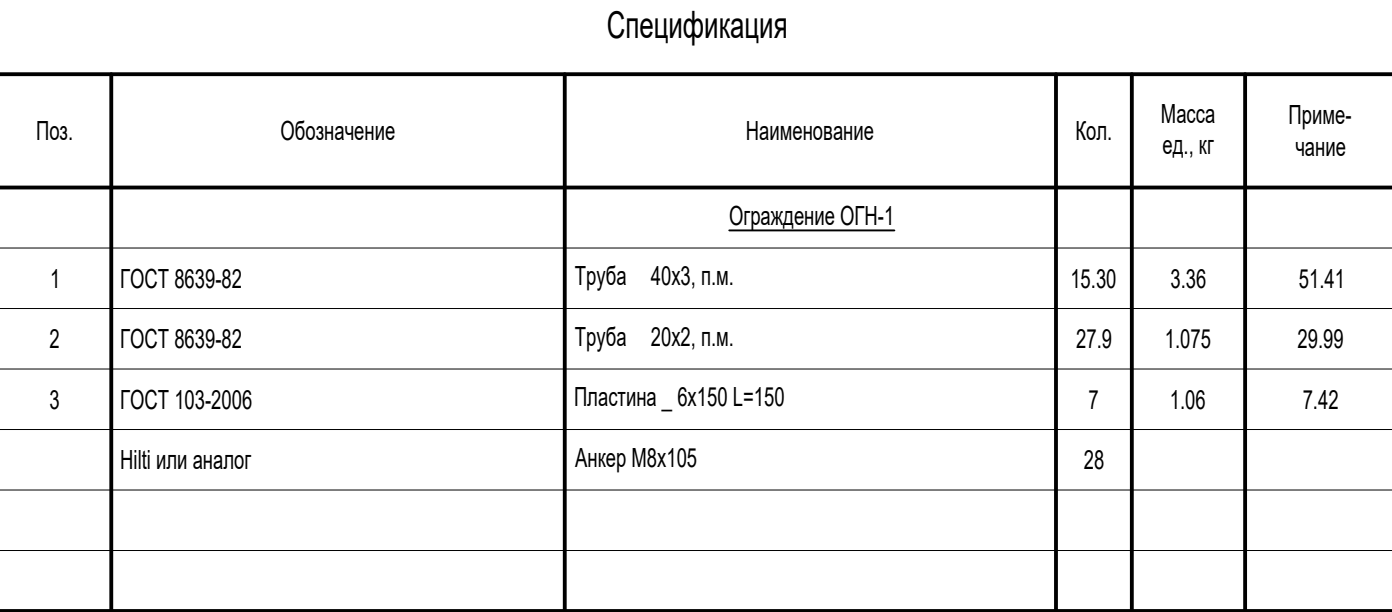 Спецификация
Поз. Обозначение Наименование Кол. Масса ед., кг Приме-чание
Ограждение ОГН-1
1 ГОСТ 8639-82 Труба 40х3, п.м. 15.30 3.36 51.41
2 ГОСТ 8639-82 Труба 20х2, п.м. 27.9 1.075 29.99
3 ГОСТ 103-2006 Пластина _ 6х150 L=150 7 1.06 7.42
Hilti или аналог Анкер М8х105 28